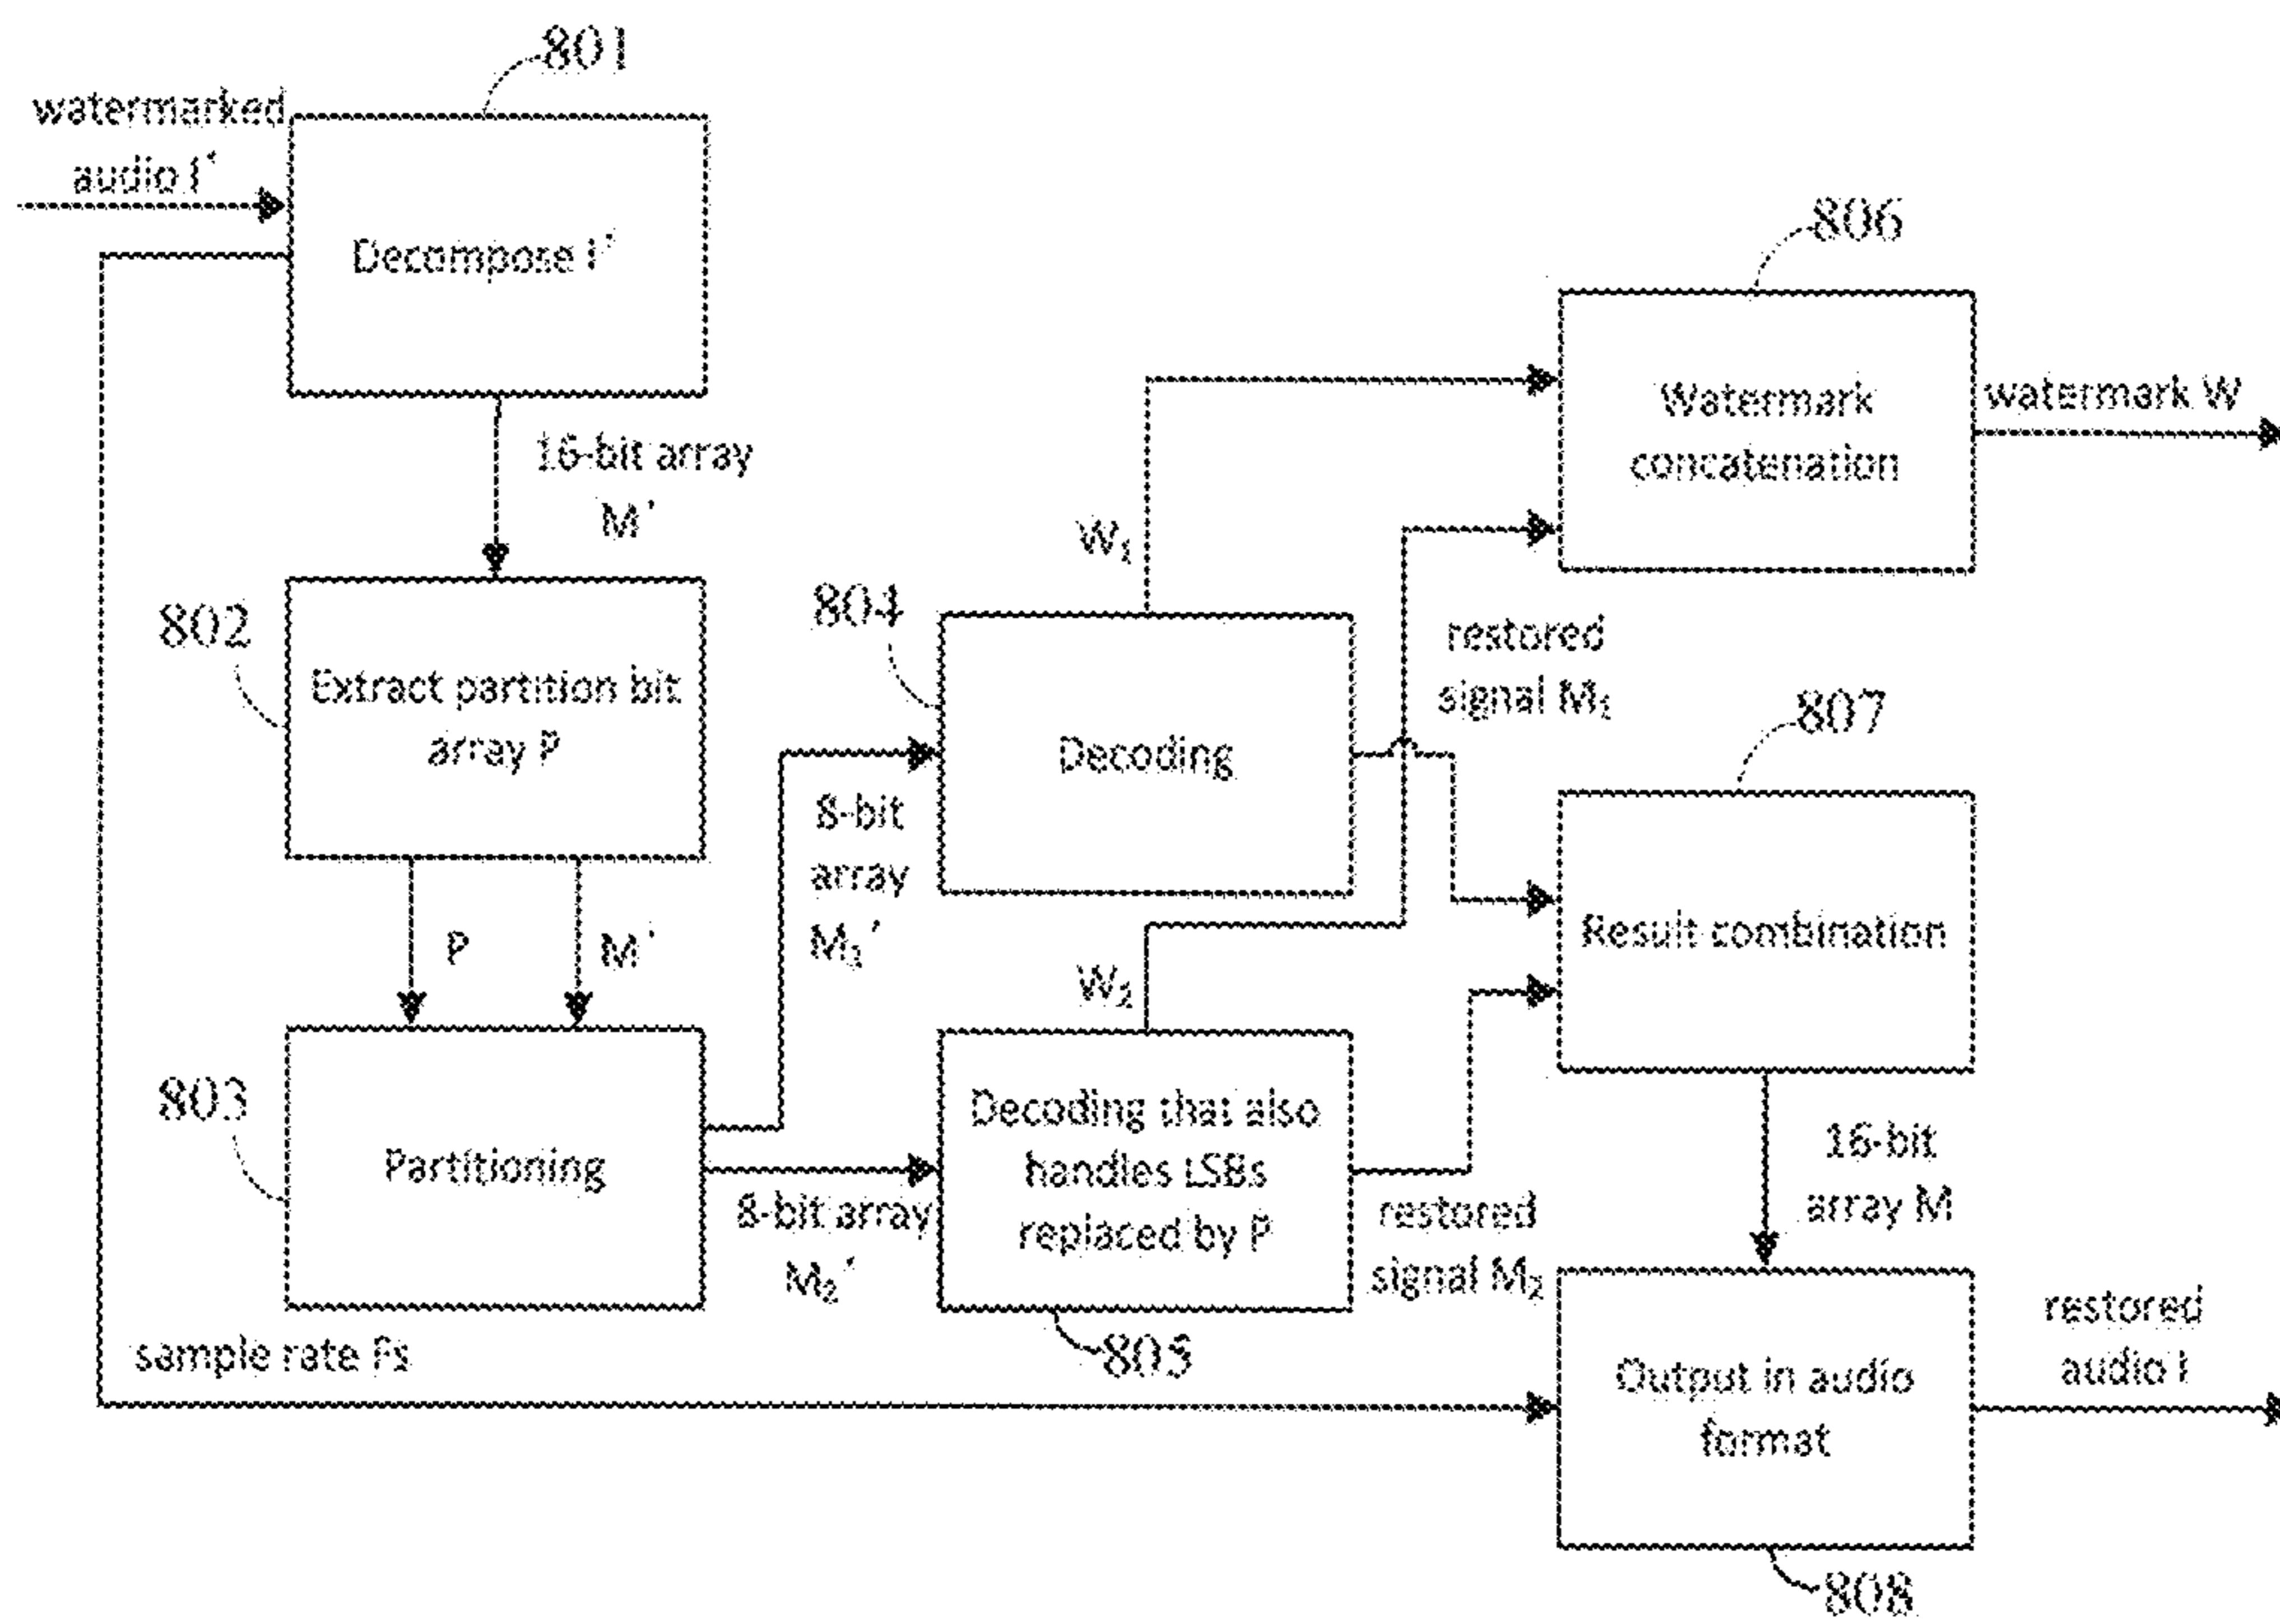 801
watermarked
audio I'
Decompose I'
806
16-bit array
M'
Watermark
concatenation
watermark W
W₁
802
804
restored
signal M₁
Extract partition bit
array P
Decoding
807
8-bit
array
M₁'
P
M'
Result combination
W₂
803
Partitioning
Decoding that also
handles LSBs
replaced by P
8-bit array
M₂'
restored
signal M₂
16-bit
array M
sample rate Fs
805
Output in audio
format
restored
audio I
808